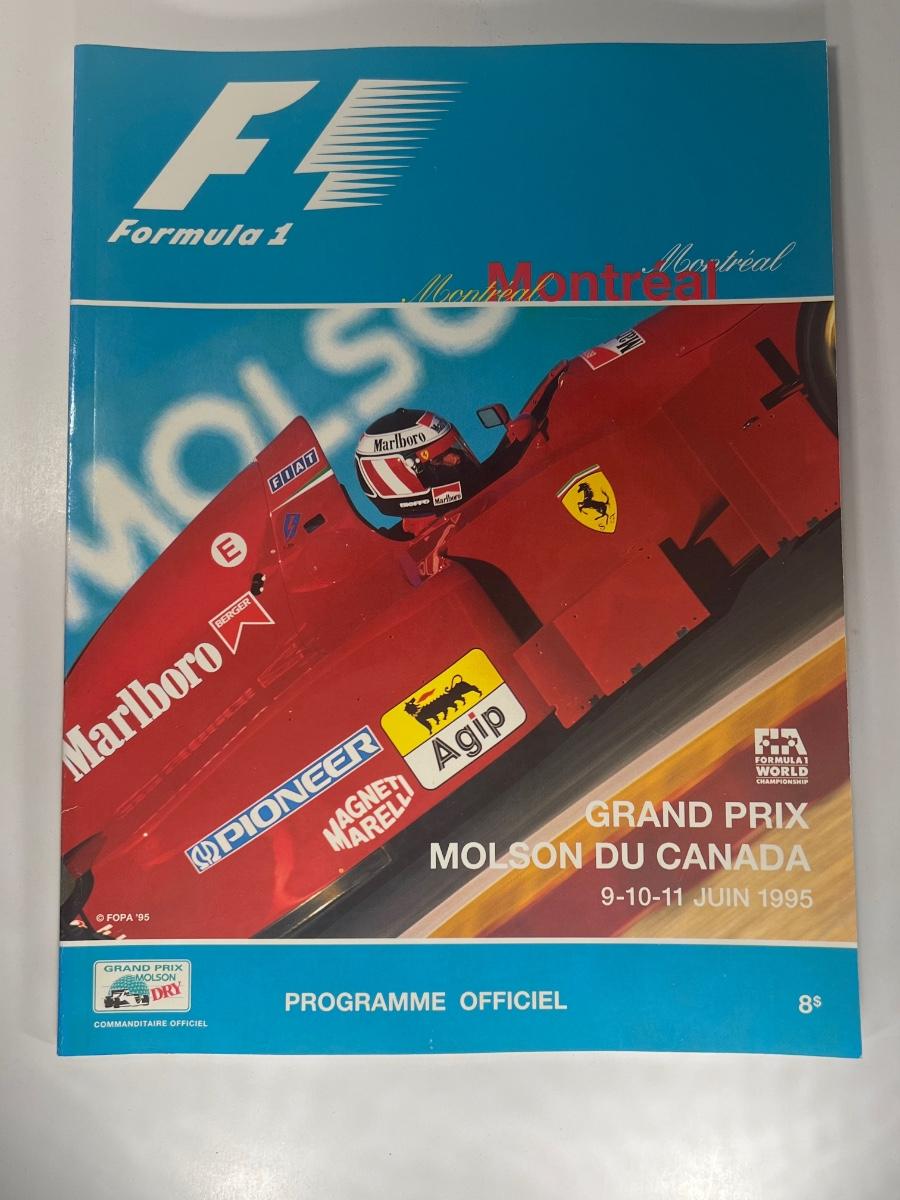 F1
Formula 1
Montréal
Montréal
Montréal
MOLSO
Marlboro
FIAT
Marlboro
BIEFFE
E
BERGER
Marlboro
Agip
PIONEER
MAGNETI
MARELLI
FIA
FORMULA 1
WORLD
CHAMPIONSHIP
GRAND PRIX
MOLSON DU CANADA
9-10-11 JUIN 1995
© FOPA '95
GRAND PRIX
MOLSON
DRY
COMMANDITAIRE OFFICIEL
PROGRAMME OFFICIEL
8$